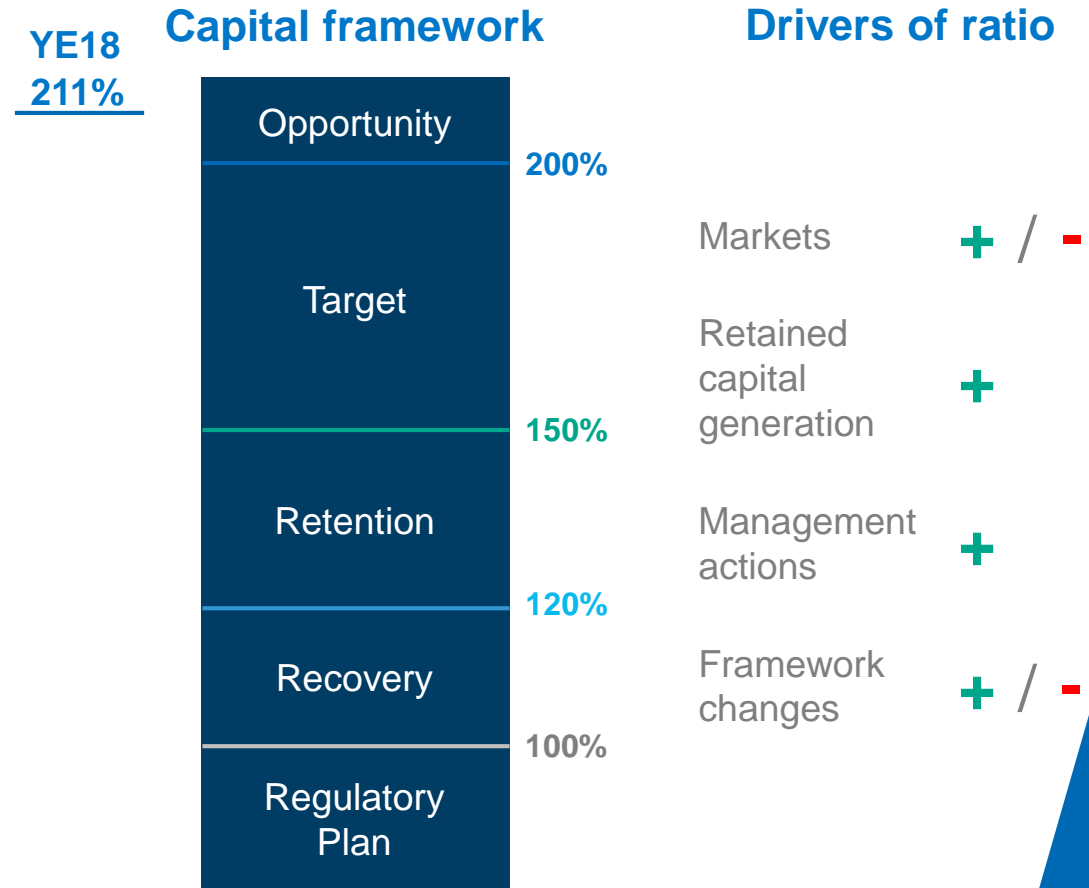 YE18
211%
Capital framework
Opportunity
200%
Target
150%
Retention
120%
Recovery
100%
Regulatory
Plan
Drivers of ratio
Markets + / -
Retained
capital +
generation
Management
actions +
Framework
changes + / -